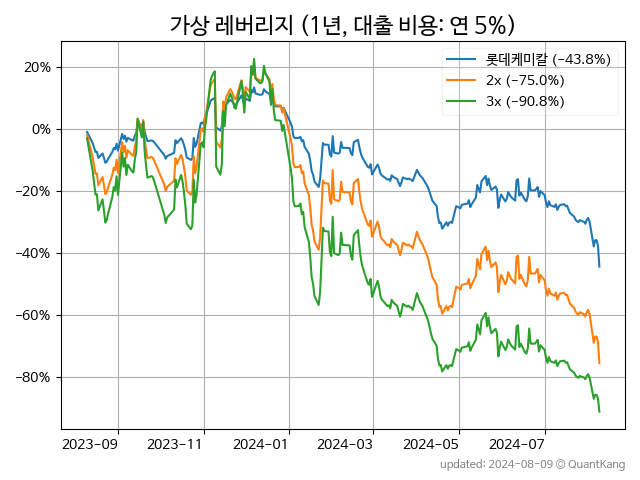 가상 레버리지 (1년, 대출 비용: 연 5%)
롯데케미칼 (−43.8%)
2x (−75.0%)
3x (−90.8%)
20%
0%
−20%
−40%
−60%
−80%
2023-09 2023-11 2024-01 2024-03 2024-05 2024-07
updated: 2024-08-09 © QuantKang